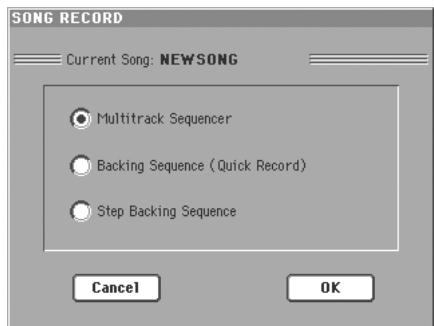 SONG RECORD
Current Song: NEWSONG
Multitrack Sequencer
Backing Sequence (Quick Record)
Step Backing Sequence
Cancel OK